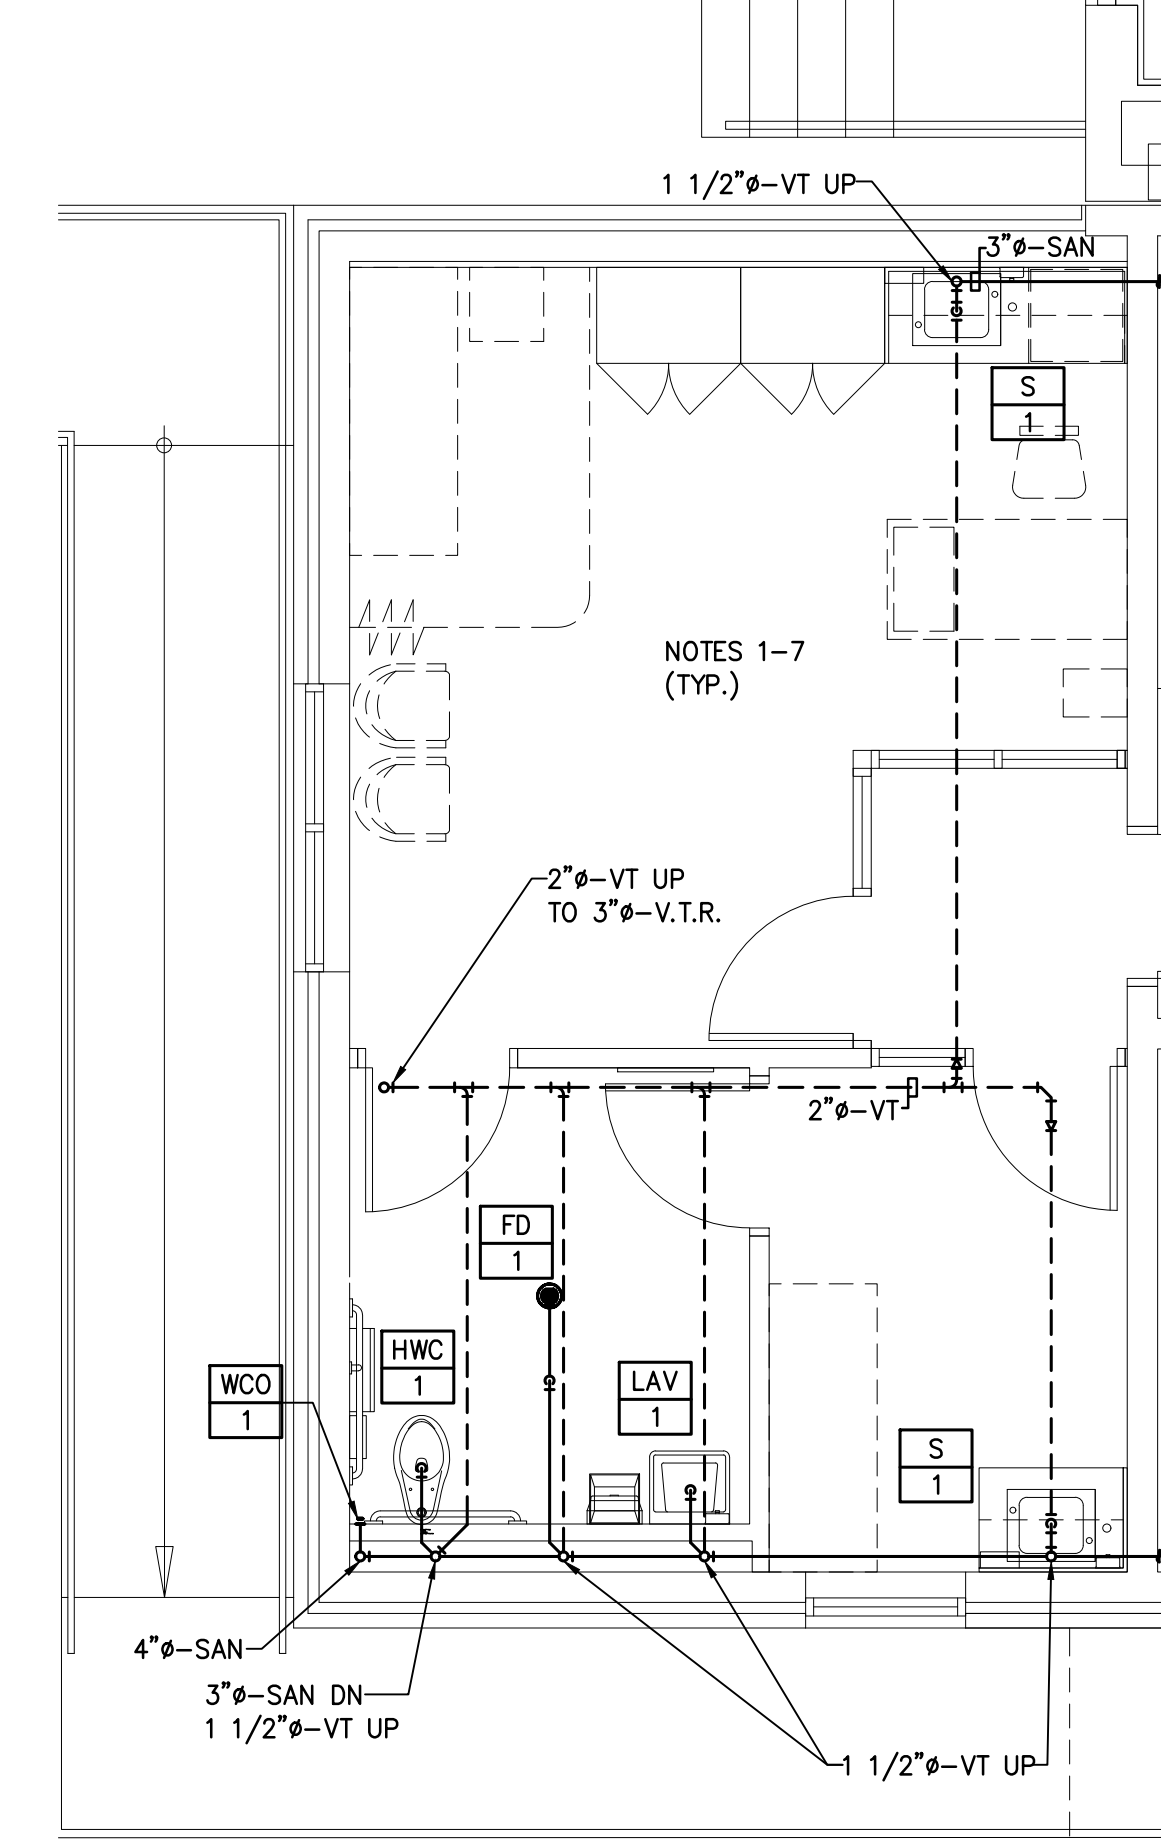 1 1/2"ø-VT UP
3"ø-SAN
S
1
NOTES 1-7
(TYP.)
2"ø-VT UP
TO 3"ø-V.T.R.
2"ø-VT
FD
1
HWC
1
WCO
1
LAV
1
S
1
4"ø-SAN
3"ø-SAN DN
1 1/2"ø-VT UP
1 1/2"ø-VT UP